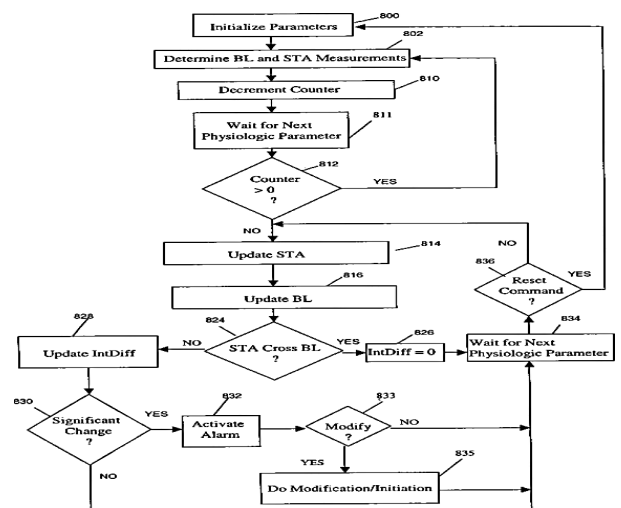 800
Initialize Parameters
802
Determine BL and STA Measurements
810
Decrement Counter
811
Wait for Next
Physiologic Parameter
812
Counter
> 0
?
YES
NO
814
Update STA
816
Update BL
836
NO
YES
Reset
Command
?
824
STA Cross BL
?
NO
YES
826
IntDiff = 0
834
Wait for Next
Physiologic Parameter
828
Update IntDiff
830
Significant
Change
?
YES
NO
832
Activate
Alarm
833
Modify
?
NO
YES
835
Do Modification/Initiation